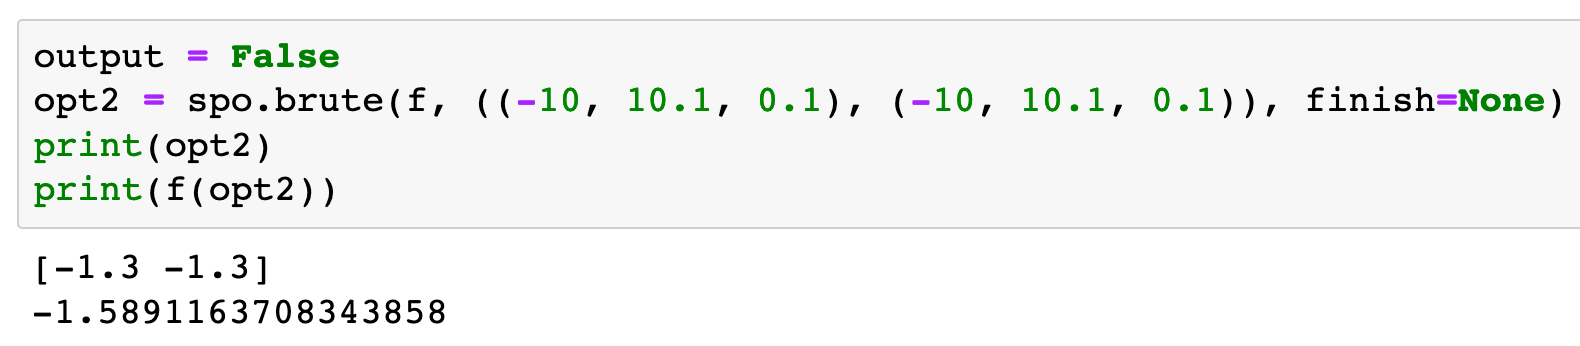 output = False
opt2 = spo.brute(f, ((-10, 10.1, 0.1), (-10, 10.1, 0.1)), finish=None)
print(opt2)
print(f(opt2))
[-1.3 -1.3]
-1.5891163708343858